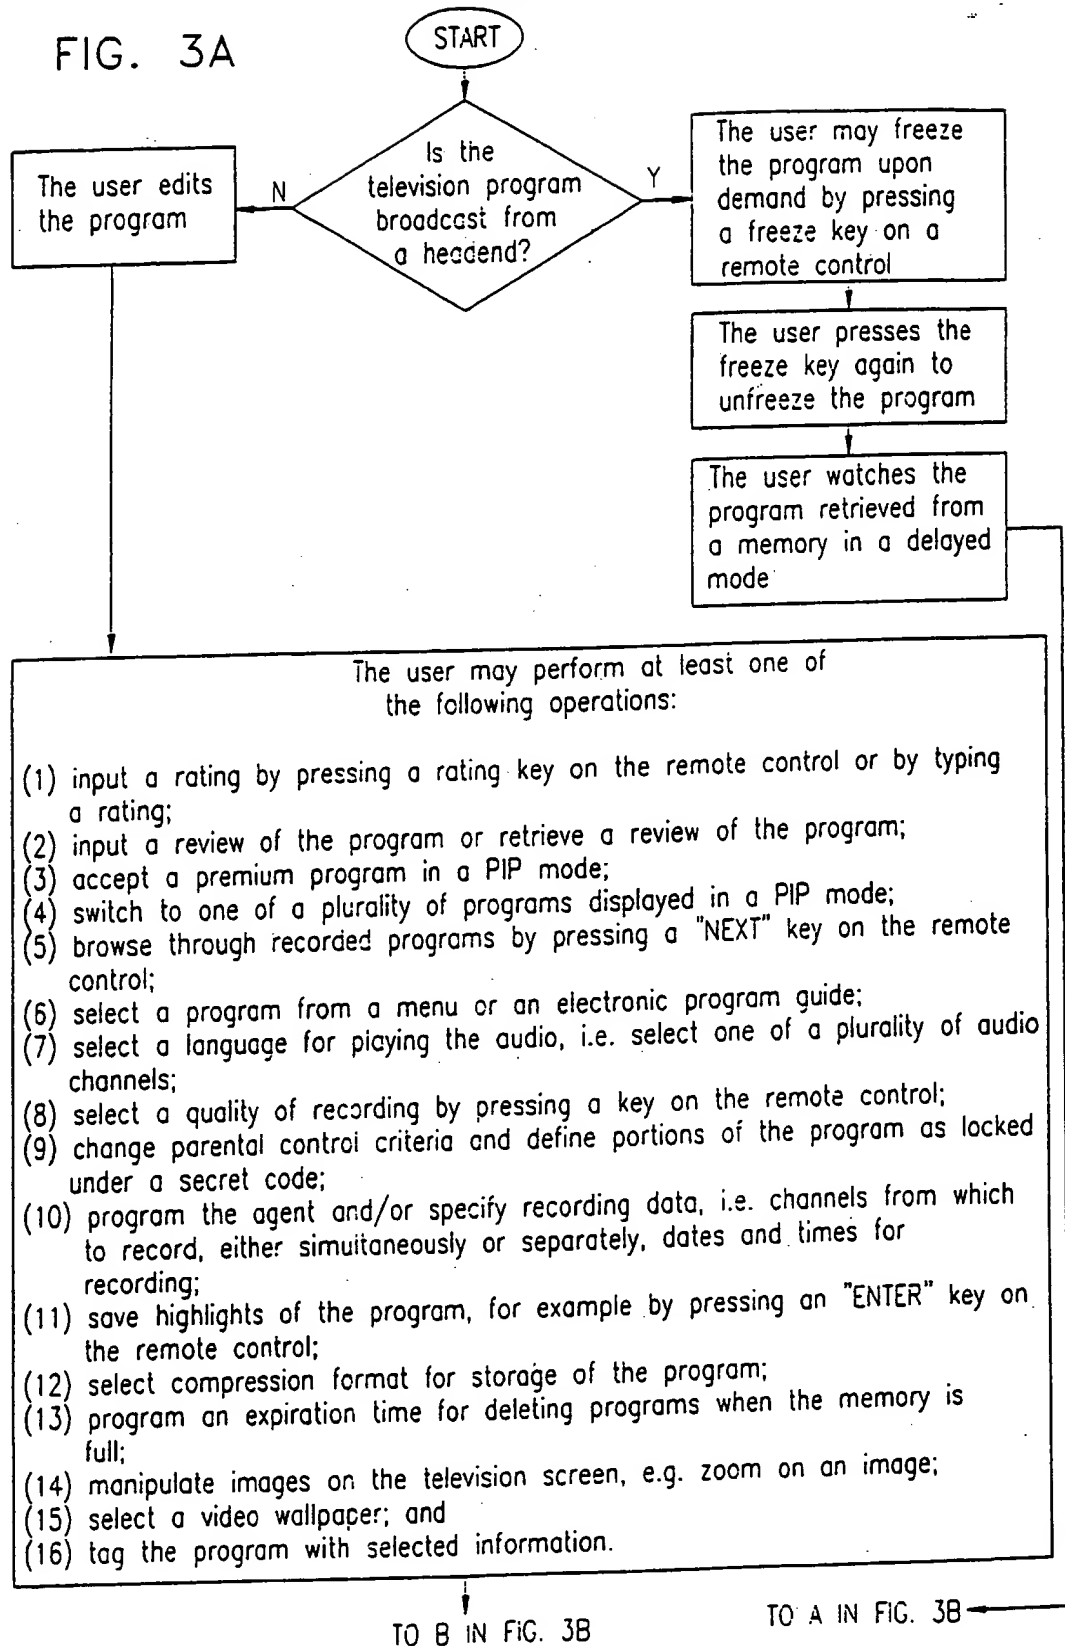 FIG. 3A
START
Is the
television program
broadcast from
a headend?
N
Y
The user edits
the program
The user may freeze
the program upon
demand by pressing
a freeze key on a
remote control
The user presses the
freeze key again to
unfreeze the program
The user watches the
program retrieved from
a memory in a delayed
mode
The user may perform at least one of
the following operations:
(1) input a rating by pressing a rating key on the remote control or by typing
a rating;
(2) input a review of the program or retrieve a review of the program;
(3) accept a premium program in a PIP mode;
(4) switch to one of a plurality of programs displayed in a PIP mode;
(5) browse through recorded programs by pressing a "NEXT" key on the remote
control;
(6) select a program from a menu or an electronic program guide;
(7) select a language for playing the audio, i.e. select one of a plurality of audio
channels;
(8) select a quality of recording by pressing a key on the remote control;
(9) change parental control criteria and define portions of the program as locked
under a secret code;
(10) program the agent and/or specify recording data, i.e. channels from which
to record, either simultaneously or separately, dates and times for
recording;
(11) save highlights of the program, for example by pressing an "ENTER" key on
the remote control;
(12) select compression format for storage of the program;
(13) program an expiration time for deleting programs when the memory is
full;
(14) manipulate images on the television screen, e.g. zoom on an image;
(15) select a video wallpaper; and
(16) tag the program with selected information.
TO B IN FIG. 3B
TO A IN FIG. 3B